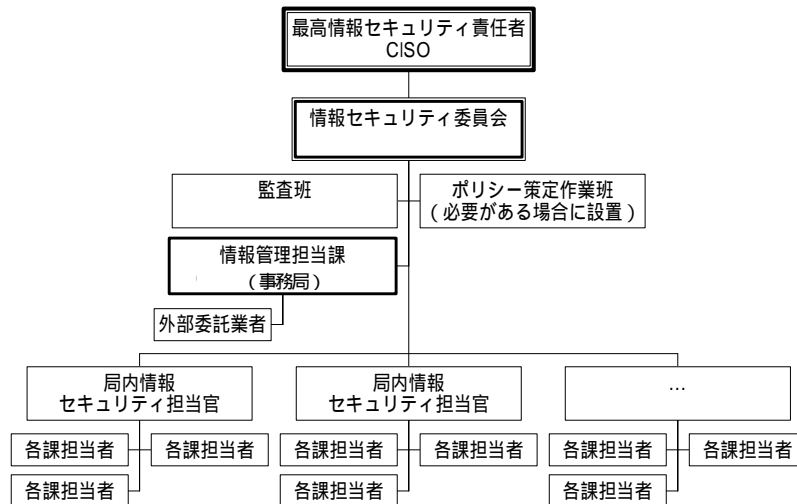 最高情報セキュリティ責任者
CISO
情報セキュリティ委員会
監査班
ポリシー策定作業班
(必要がある場合に設置)
情報管理担当課
(事務局)
外部委託業者
局内情報
セキュリティ担当官
局内情報
セキュリティ担当官
…
各課担当者
各課担当者
各課担当者
各課担当者
各課担当者
各課担当者
各課担当者
各課担当者
各課担当者